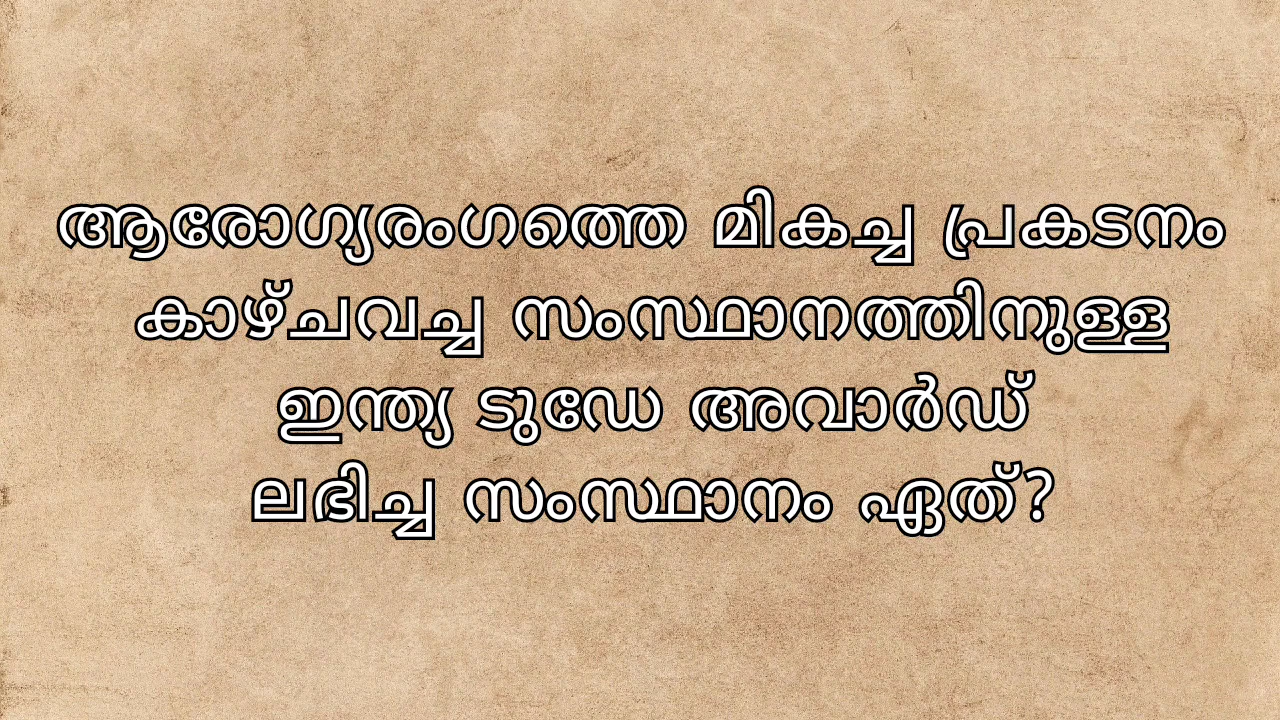 ആരോഗ്യരംഗത്തെ മികച്ച പ്രകടനം
കാഴ്ചവച്ച സംസ്ഥാനത്തിനുള്ള
ഇന്ത്യ ടുഡേ അവാർഡ്
ലഭിച്ച സംസ്ഥാനം ഏത്?